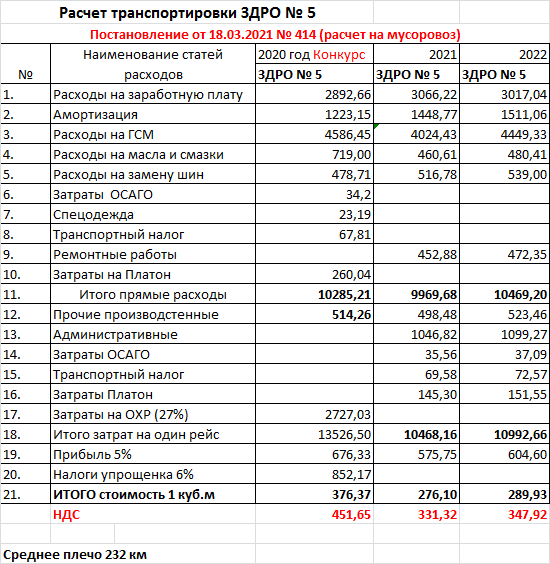 Расчет транспортировки ЗДРО № 5
Постановление от 18.03.2021 № 414 (расчет на мусоровоз)
№ Наименование статей расходов 2020 год Конкурс 2021 2022
ЗДРО № 5 ЗДРО № 5 ЗДРО № 5
1. Расходы на заработную плату 2892,66 3066,22 3017,04
2. Амортизация 1223,15 1448,77 1511,06
3. Расходы на ГСМ 4586,45 4024,43 4449,33
4. Расходы на масла и смазки 719,00 460,61 480,41
5. Расходы на замену шин 478,71 516,78 539,00
6. Затраты ОСАГО 34,2
7. Спецодежда 23,19
8. Транспортный налог 67,81
9. Ремонтные работы 452,88 472,35
10. Затраты на Платон 260,04
11. Итого прямые расходы 10285,21 9969,68 10469,20
12. Прочие производстенные 514,26 498,48 523,46
13. Административные 1046,82 1099,27
14. Затраты ОСАГО 35,56 37,09
15. Транспортный налог 69,58 72,57
16. Затраты Платон 145,30 151,55
17. Затраты на ОХР (27%) 2727,03
18. Итого затрат на один рейс 13526,50 10468,16 10992,66
19. Прибыль 5% 676,33 575,75 604,60
20. Налоги упрощенка 6% 852,17
21. ИТОГО стоимость 1 куб.м 376,37 276,10 289,93
НДС 451,65 331,32 347,92
Среднее плечо 232 км